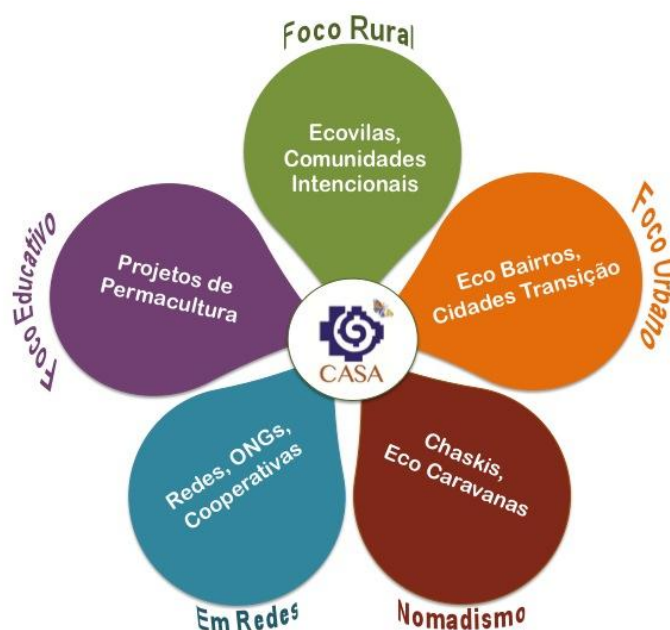 Foco Rural
Ecovilas,
Comunidades
Intencionais
Foco Urbano
Eco Bairros,
Cidades Transição
Foco Educativo
Projetos de
Permacultura
CASA
Redes, ONGs,
Cooperativas
Em Redes
Chaskis,
Eco Caravanas
Nomadismo